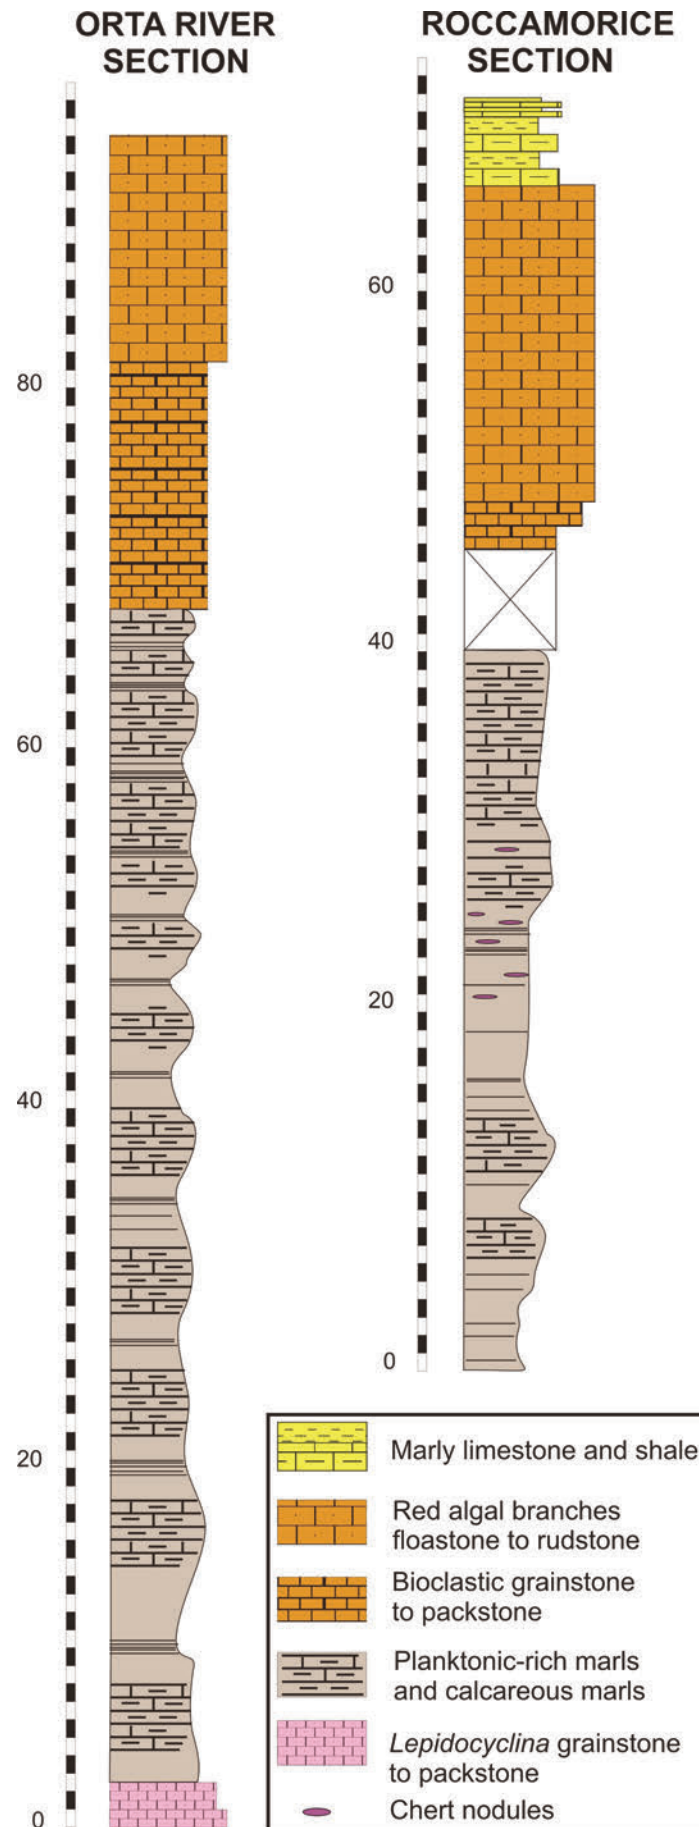 ORTA RIVER
SECTION
80
60
40
20
0
ROCCAMORICE
SECTION
60
40
20
0
Marly limestone and shale
Red algal branches
floastone to rudstone
Bioclastic grainstone
to packstone
Planktonic-rich marls
and calcareous marls
Lepidocyclina grainstone
to packstone
Chert nodules